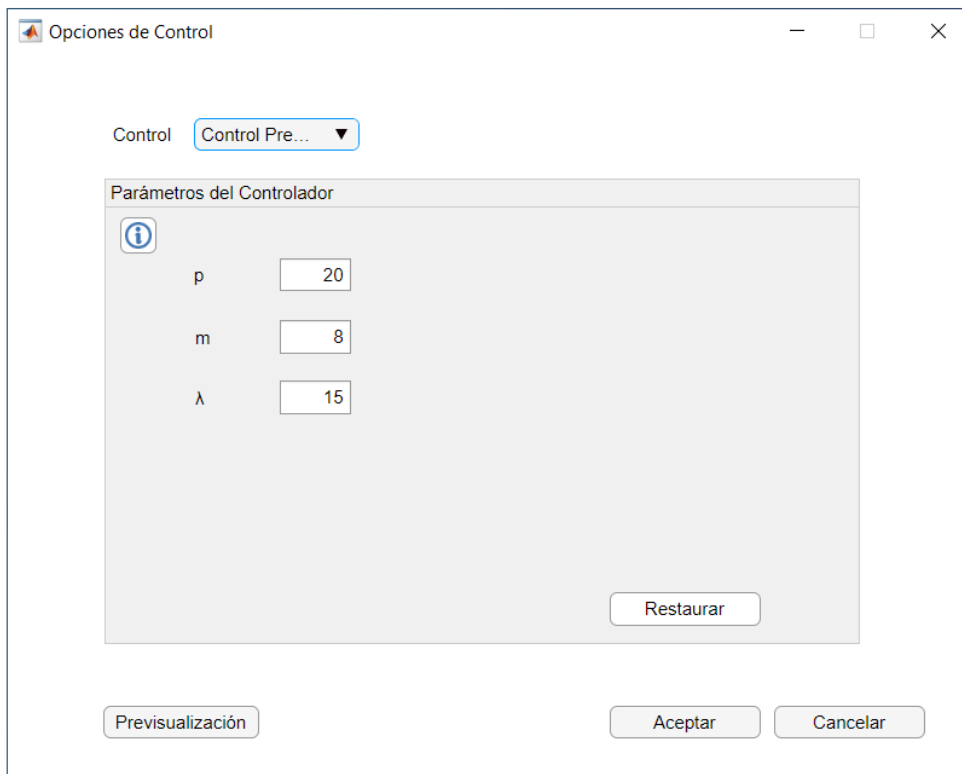 Opciones de Control
Control Control Pre... ▼
Parámetros del Controlador
p 20
m 8
λ 15
Restaurar
Previsualización Aceptar Cancelar